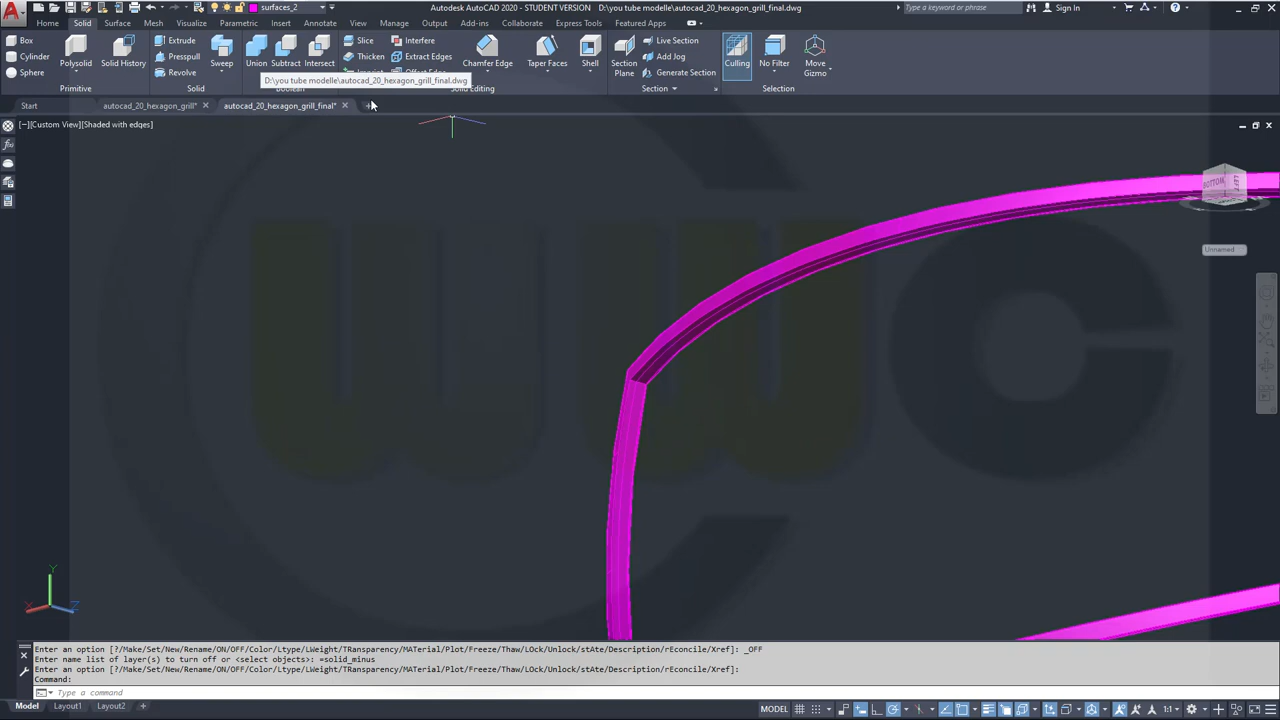 surfaces_2
Autodesk AutoCAD 2020 - STUDENT VERSION D:\you tube modelle\autocad_20_hexagon_grill_final.dwg
Type a keyword or phrase
Sign In
Home Solid Surface Mesh Visualize Parametric Insert Annotate View Manage Output Add-ins Collaborate Express Tools Featured Apps
Box Extrude Slice Interfere Live Section
Cylinder Presspull Thicken Extract Edges Add Jog
Sphere Revolve Generate Section
Polysolid Solid History Sweep Union Subtract Intersect Chamfer Edge Taper Faces Shell Section Plane Culling No Filter Move Gizmo
D:\you tube modelle\autocad_20_hexagon_grill_final.dwg
Primitive Solid Boolean Solid Editing Section Selection
Start autocad_20_hexagon_grill* autocad_20_hexagon_grill_final*
[−][Custom View][Shaded with edges]
BOTTOM LEFT
Unnamed
Y
X Z
Enter an option [?/Make/Set/New/Rename/ON/OFF/Color/Ltype/LWeight/TRansparency/MATerial/Plot/Freeze/Thaw/LOck/Unlock/stAte/Description/rEconcile/Xref]: _OFF
Enter name list of layer(s) to turn off or <select objects>: =solid_minus
Enter an option [?/Make/Set/New/Rename/ON/OFF/Color/Ltype/LWeight/TRansparency/MATerial/Plot/Freeze/Thaw/LOck/Unlock/stAte/Description/rEconcile/Xref]:
Command:
Type a command
Model Layout1 Layout2 MODEL 1:1